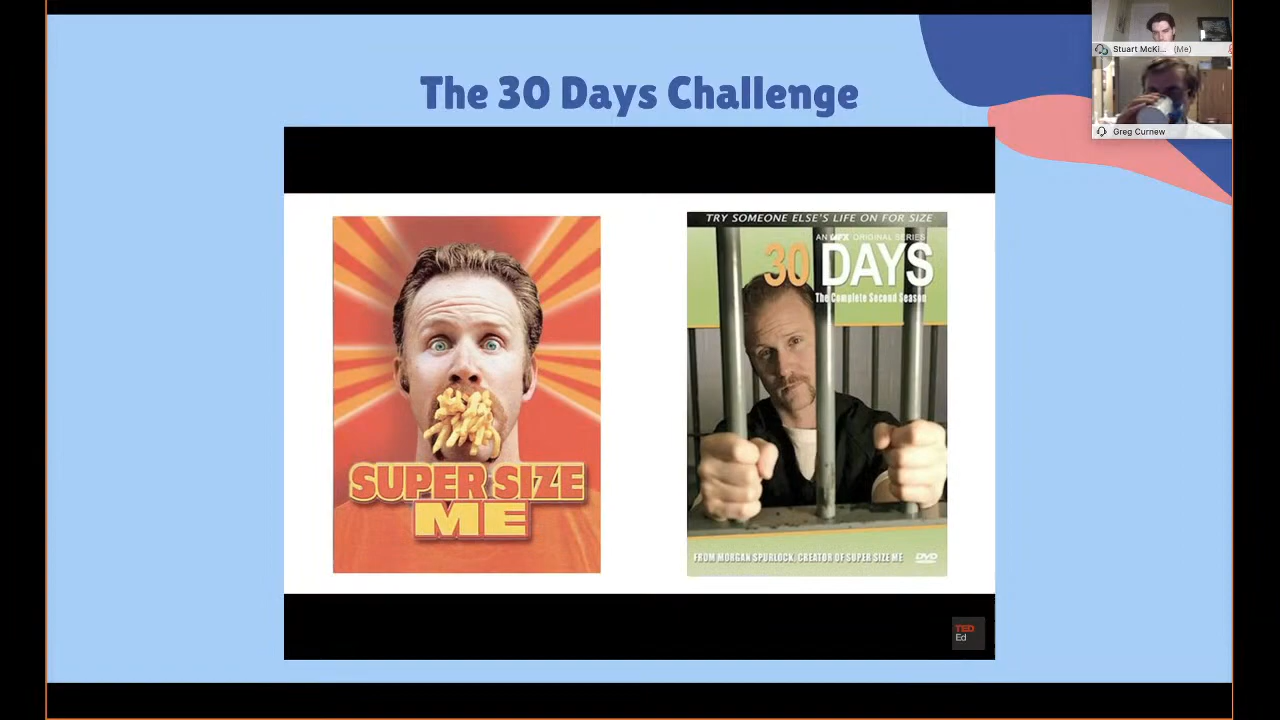 The 30 Days Challenge
Stuart McKi... (Me)
Greg Curnew
SUPER SIZE
ME
TRY SOMEONE ELSE'S LIFE ON FOR SIZE
AN FX ORIGINAL SERIES
30 DAYS
The Complete Second Season
FROM MORGAN SPURLOCK, CREATOR OF SUPER SIZE ME
DVD
TED
Ed